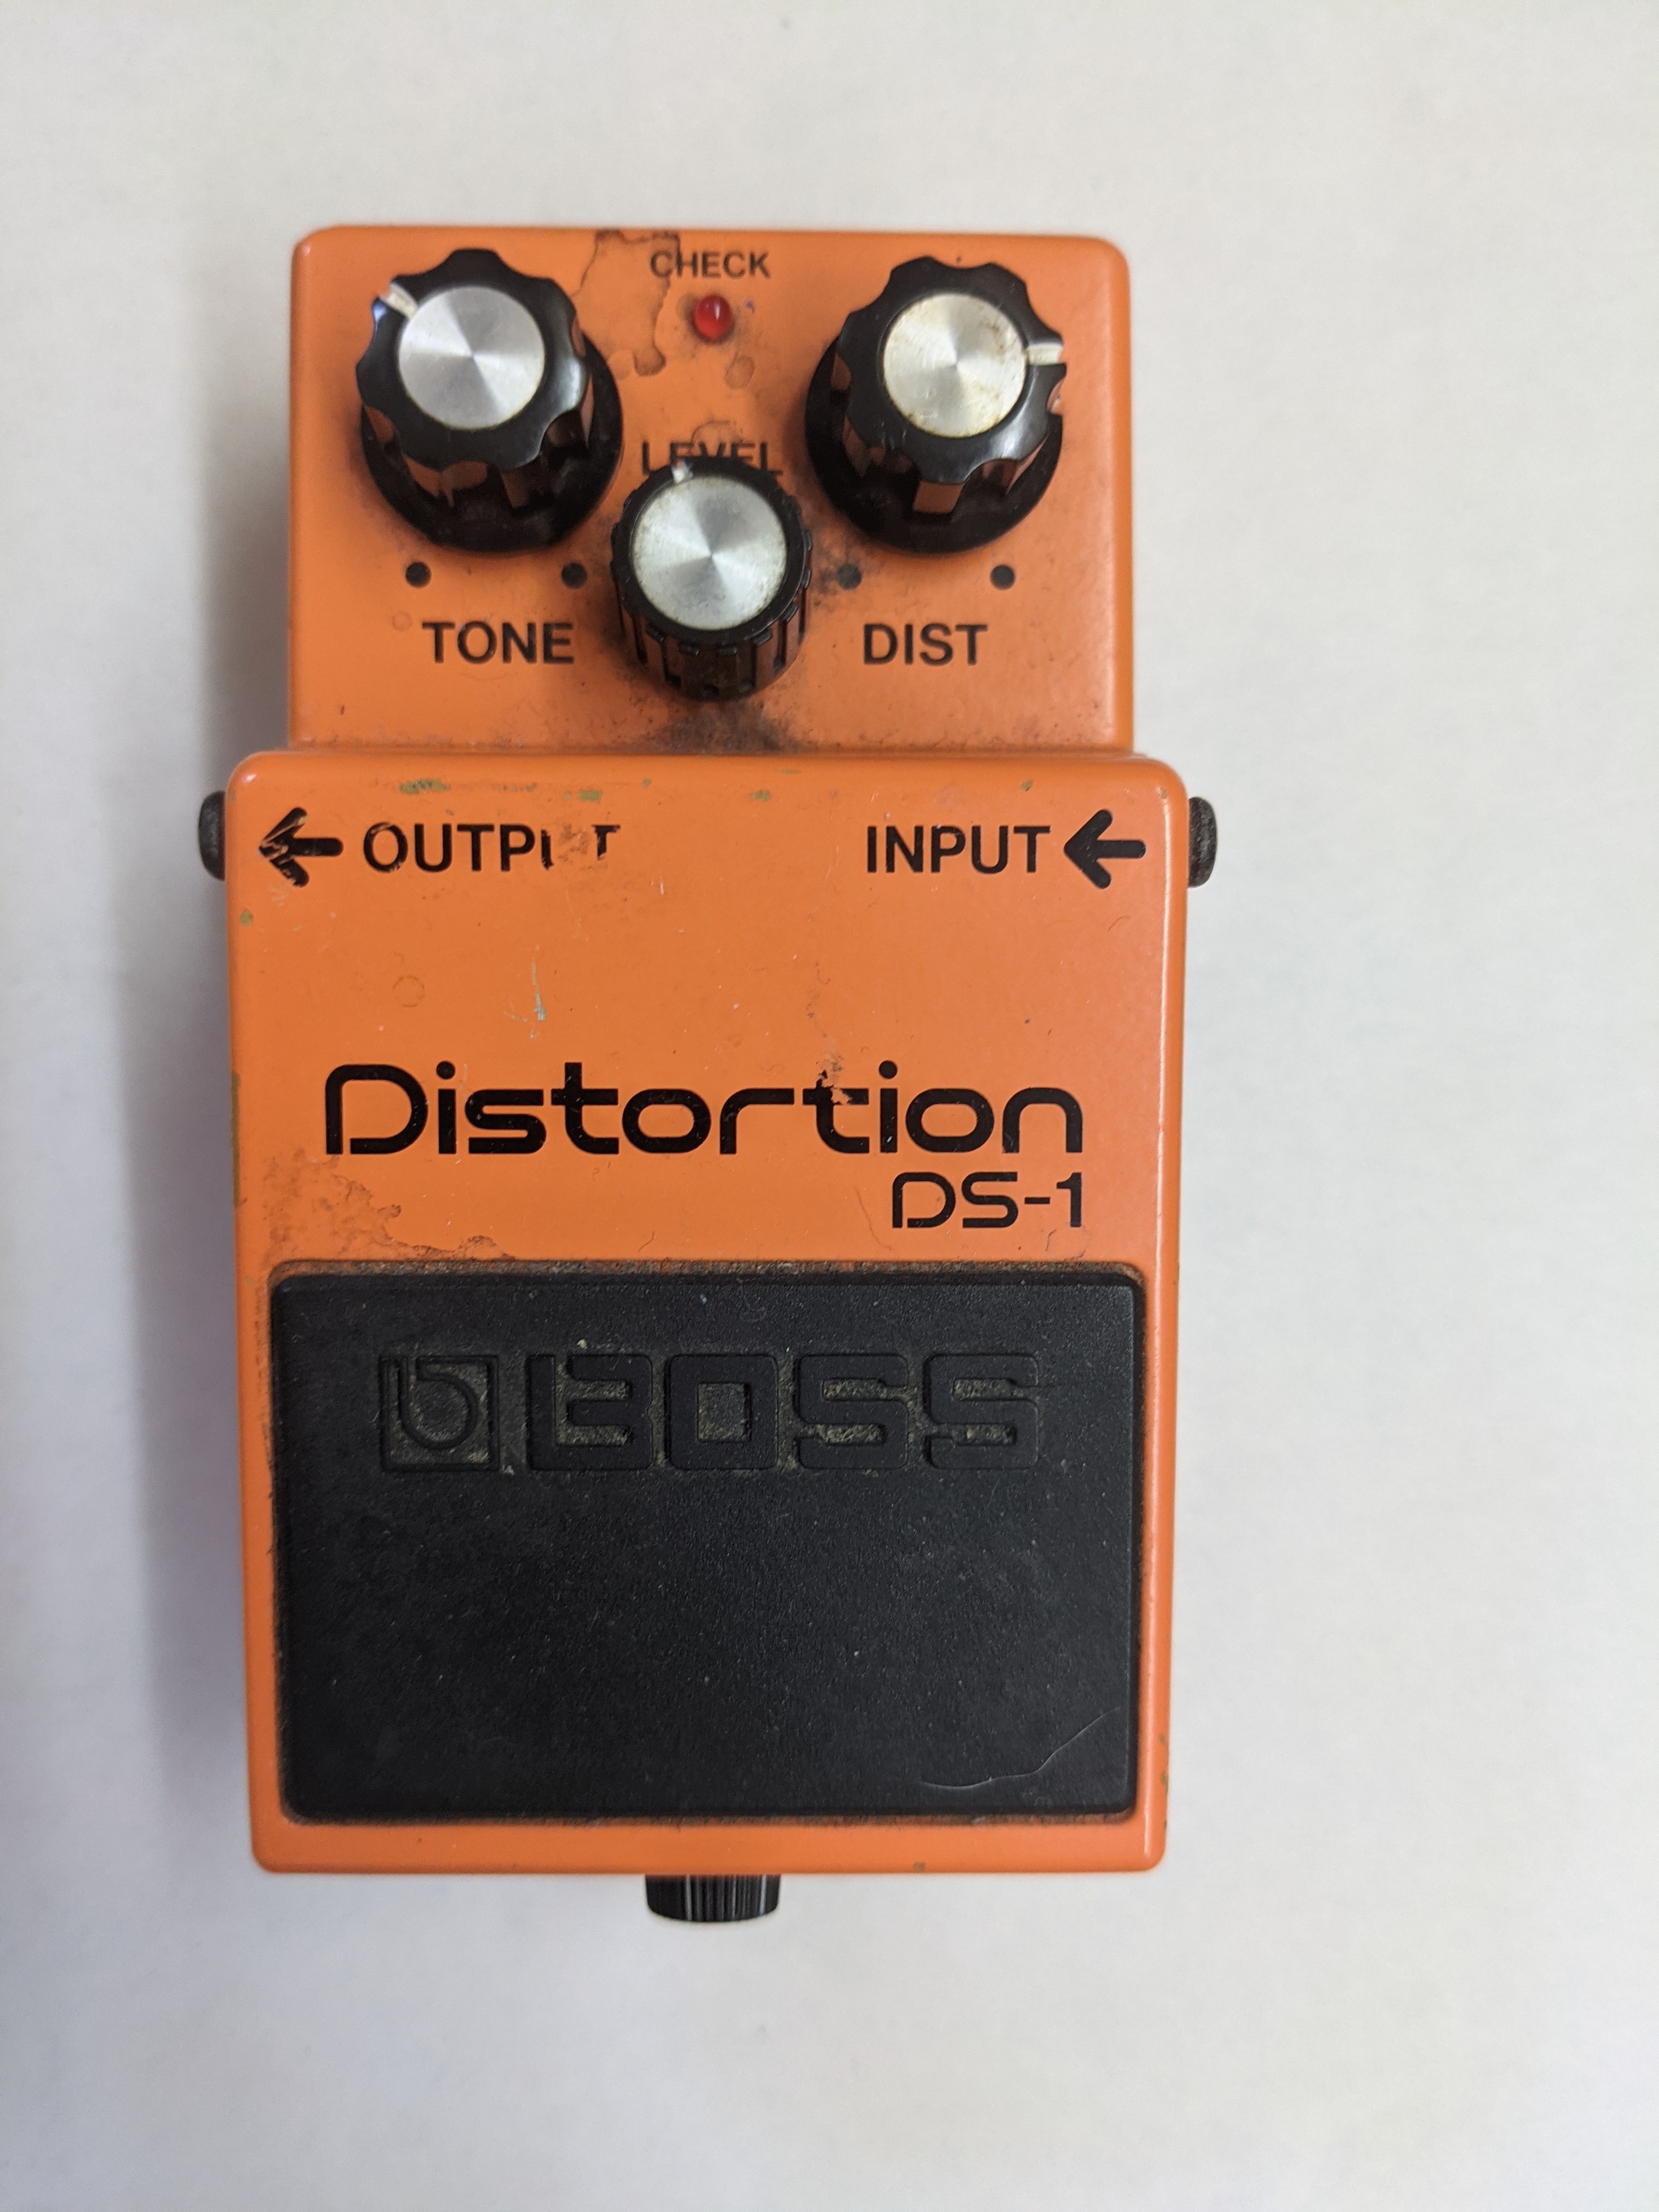 CHECK
LEVEL
TONE DIST
OUTPUT INPUT
Distortion
DS-1
BOSS